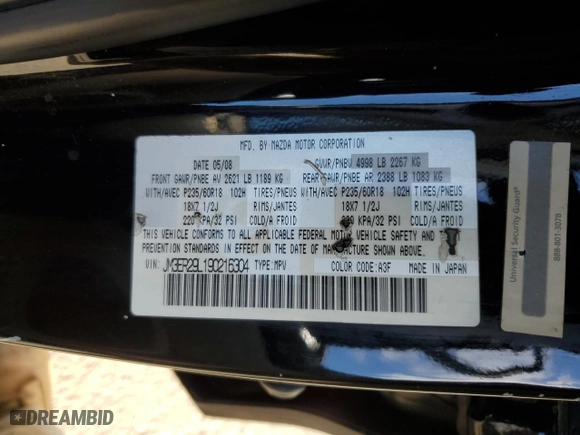 MFD. BY MAZDA MOTOR CORPORATION
DATE 05/08 GVWR/PNBV 4998 LB 2267 KG
FRONT GAWR/PNBE AV 2621 LB 1189 KG REAR GAWR/PNBE AR 2388 LB 1083 KG
WITH/AVEC P235/60R18 102H TIRES/PNEUS WITH/AVEC P235/60R18 102H TIRES/PNEUS
18X7 1/2J RIMS/JANTES 18X7 1/2J RIMS/JANTES
220 KPA/32 PSI COLD/A FROID 220 KPA/32 PSI COLD/A FROID
THIS VEHICLE CONFORMS TO ALL APPLICABLE FEDERAL MOTOR VEHICLE SAFETY AND
PREVENTION STANDARDS IN EFFECT ON THE DATE OF MANUFACTURE SHOWN ABOVE.
VIN: JM3ER29L190216904 TYPE: MPV COLOR CODE: A3F MADE IN JAPAN
Universal Security Guard®
888-801-3078
DREAMBID